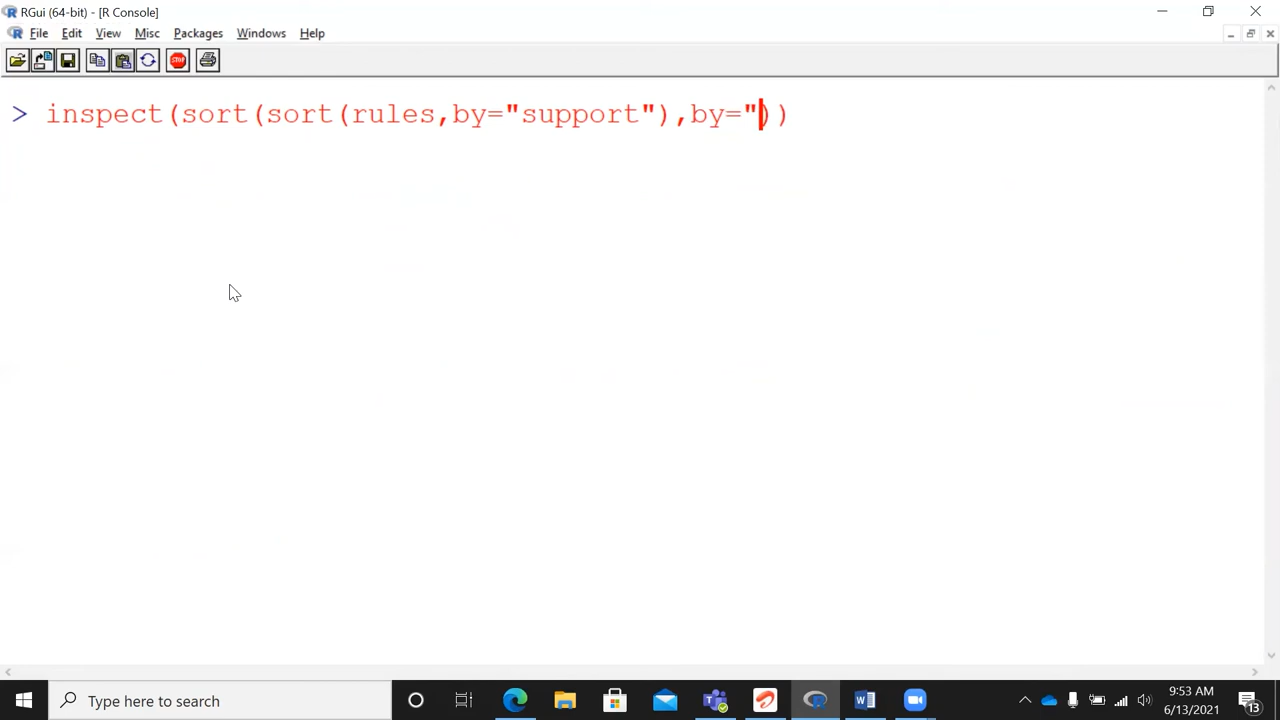 RGui (64-bit) - [R Console]
File Edit View Misc Packages Windows Help
STOP
> inspect(sort(sort(rules,by="support"),by="))
Type here to search
9:53 AM
6/13/2021
13